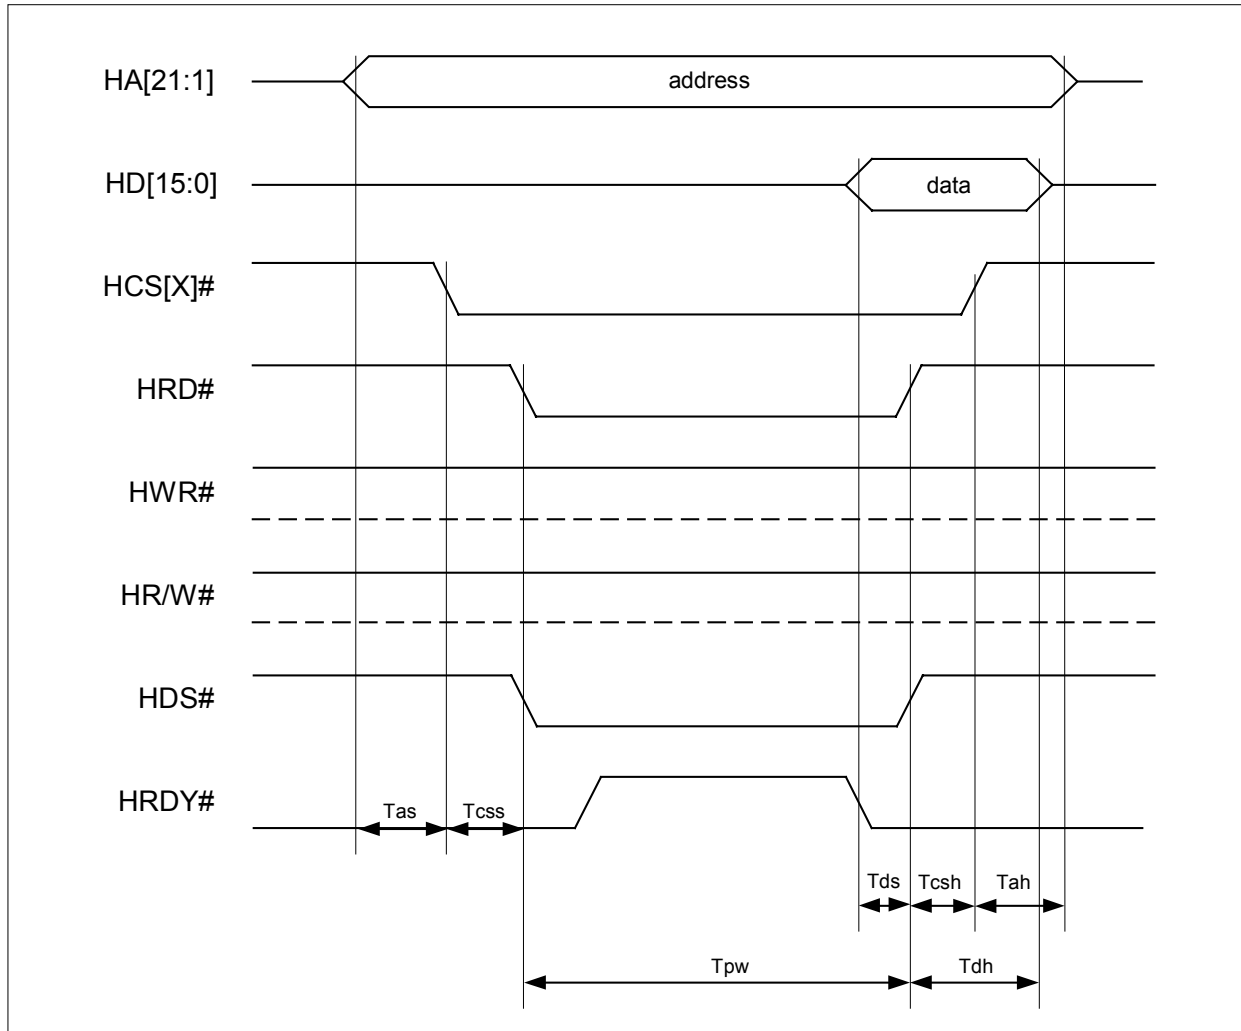 HA[21:1]
address
HD[15:0]
data
HCS[X]#
HRD#
HWR#
HR/W#
HDS#
HRDY#
Tas Tcss
Tds Tcsh Tah
Tpw Tdh